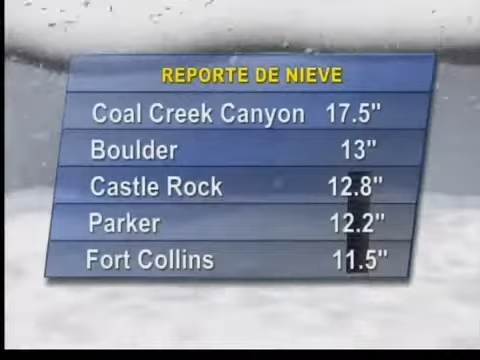 REPORTE DE NIEVE
Coal Creek Canyon 17.5"
Boulder 13"
Castle Rock 12.8"
Parker 12.2"
Fort Collins 11.5"